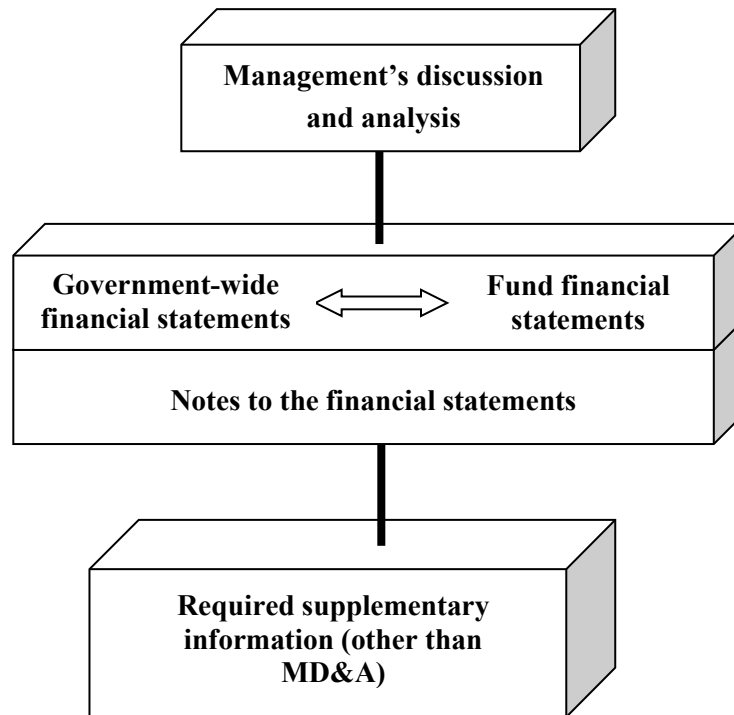 Management’s discussion
and analysis
Government-wide
financial statements
Fund financial
statements
Notes to the financial statements
Required supplementary
information (other than
MD&A)